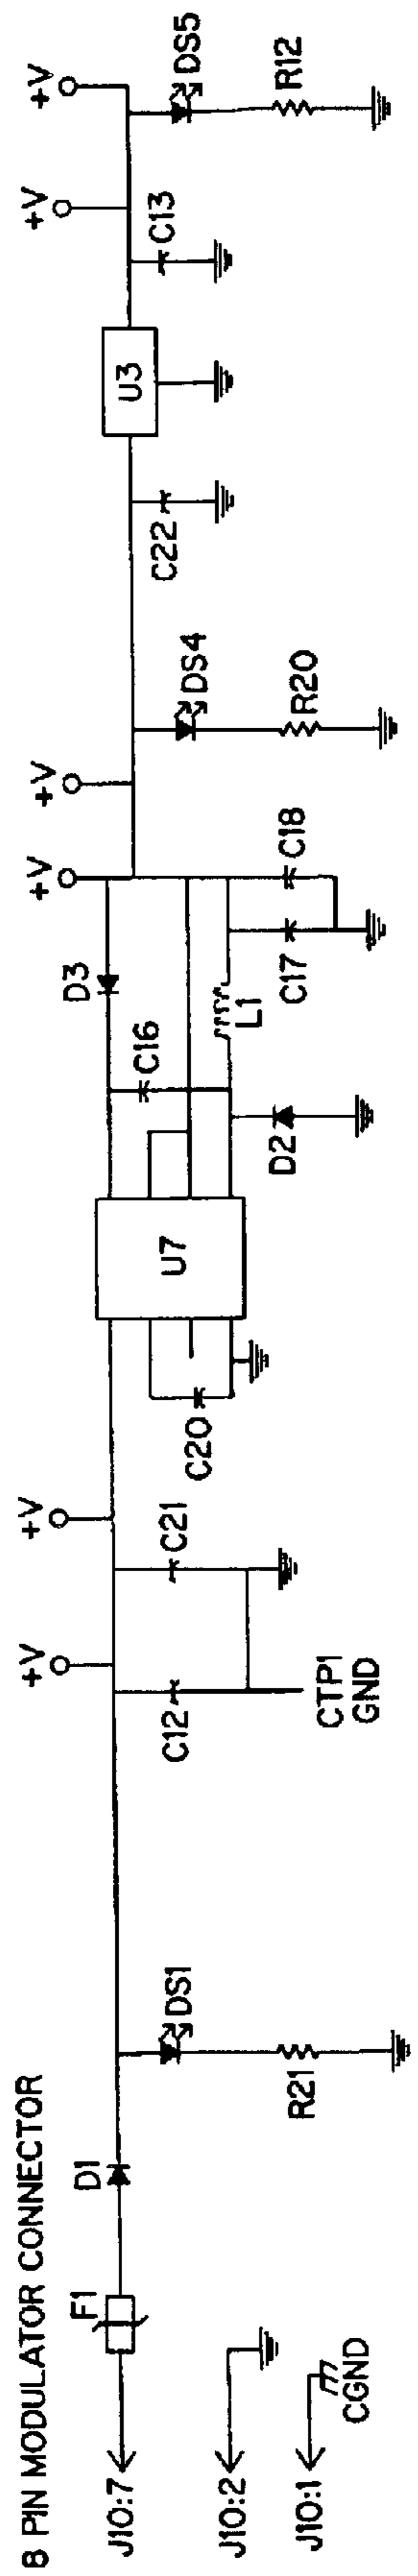 8 PIN MODULATOR CONNECTOR
J10:7
F1
D1
DS1
R21
J10:2
J10:1
CGND
+V
+V
C12
C21
CTP1
GND
C20
U7
C16
D3
D2
L1
C17
C18
+V
+V
DS4
R20
C22
U3
C13
+V
+V
DS5
R12